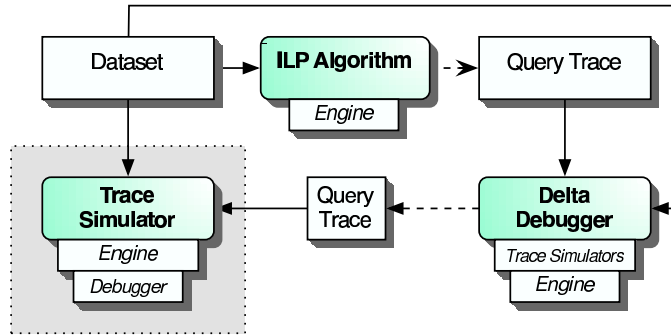 Dataset
ILP Algorithm
Engine
Query Trace
Trace
Simulator
Engine
Debugger
Query
Trace
Delta
Debugger
Trace Simulators
Engine